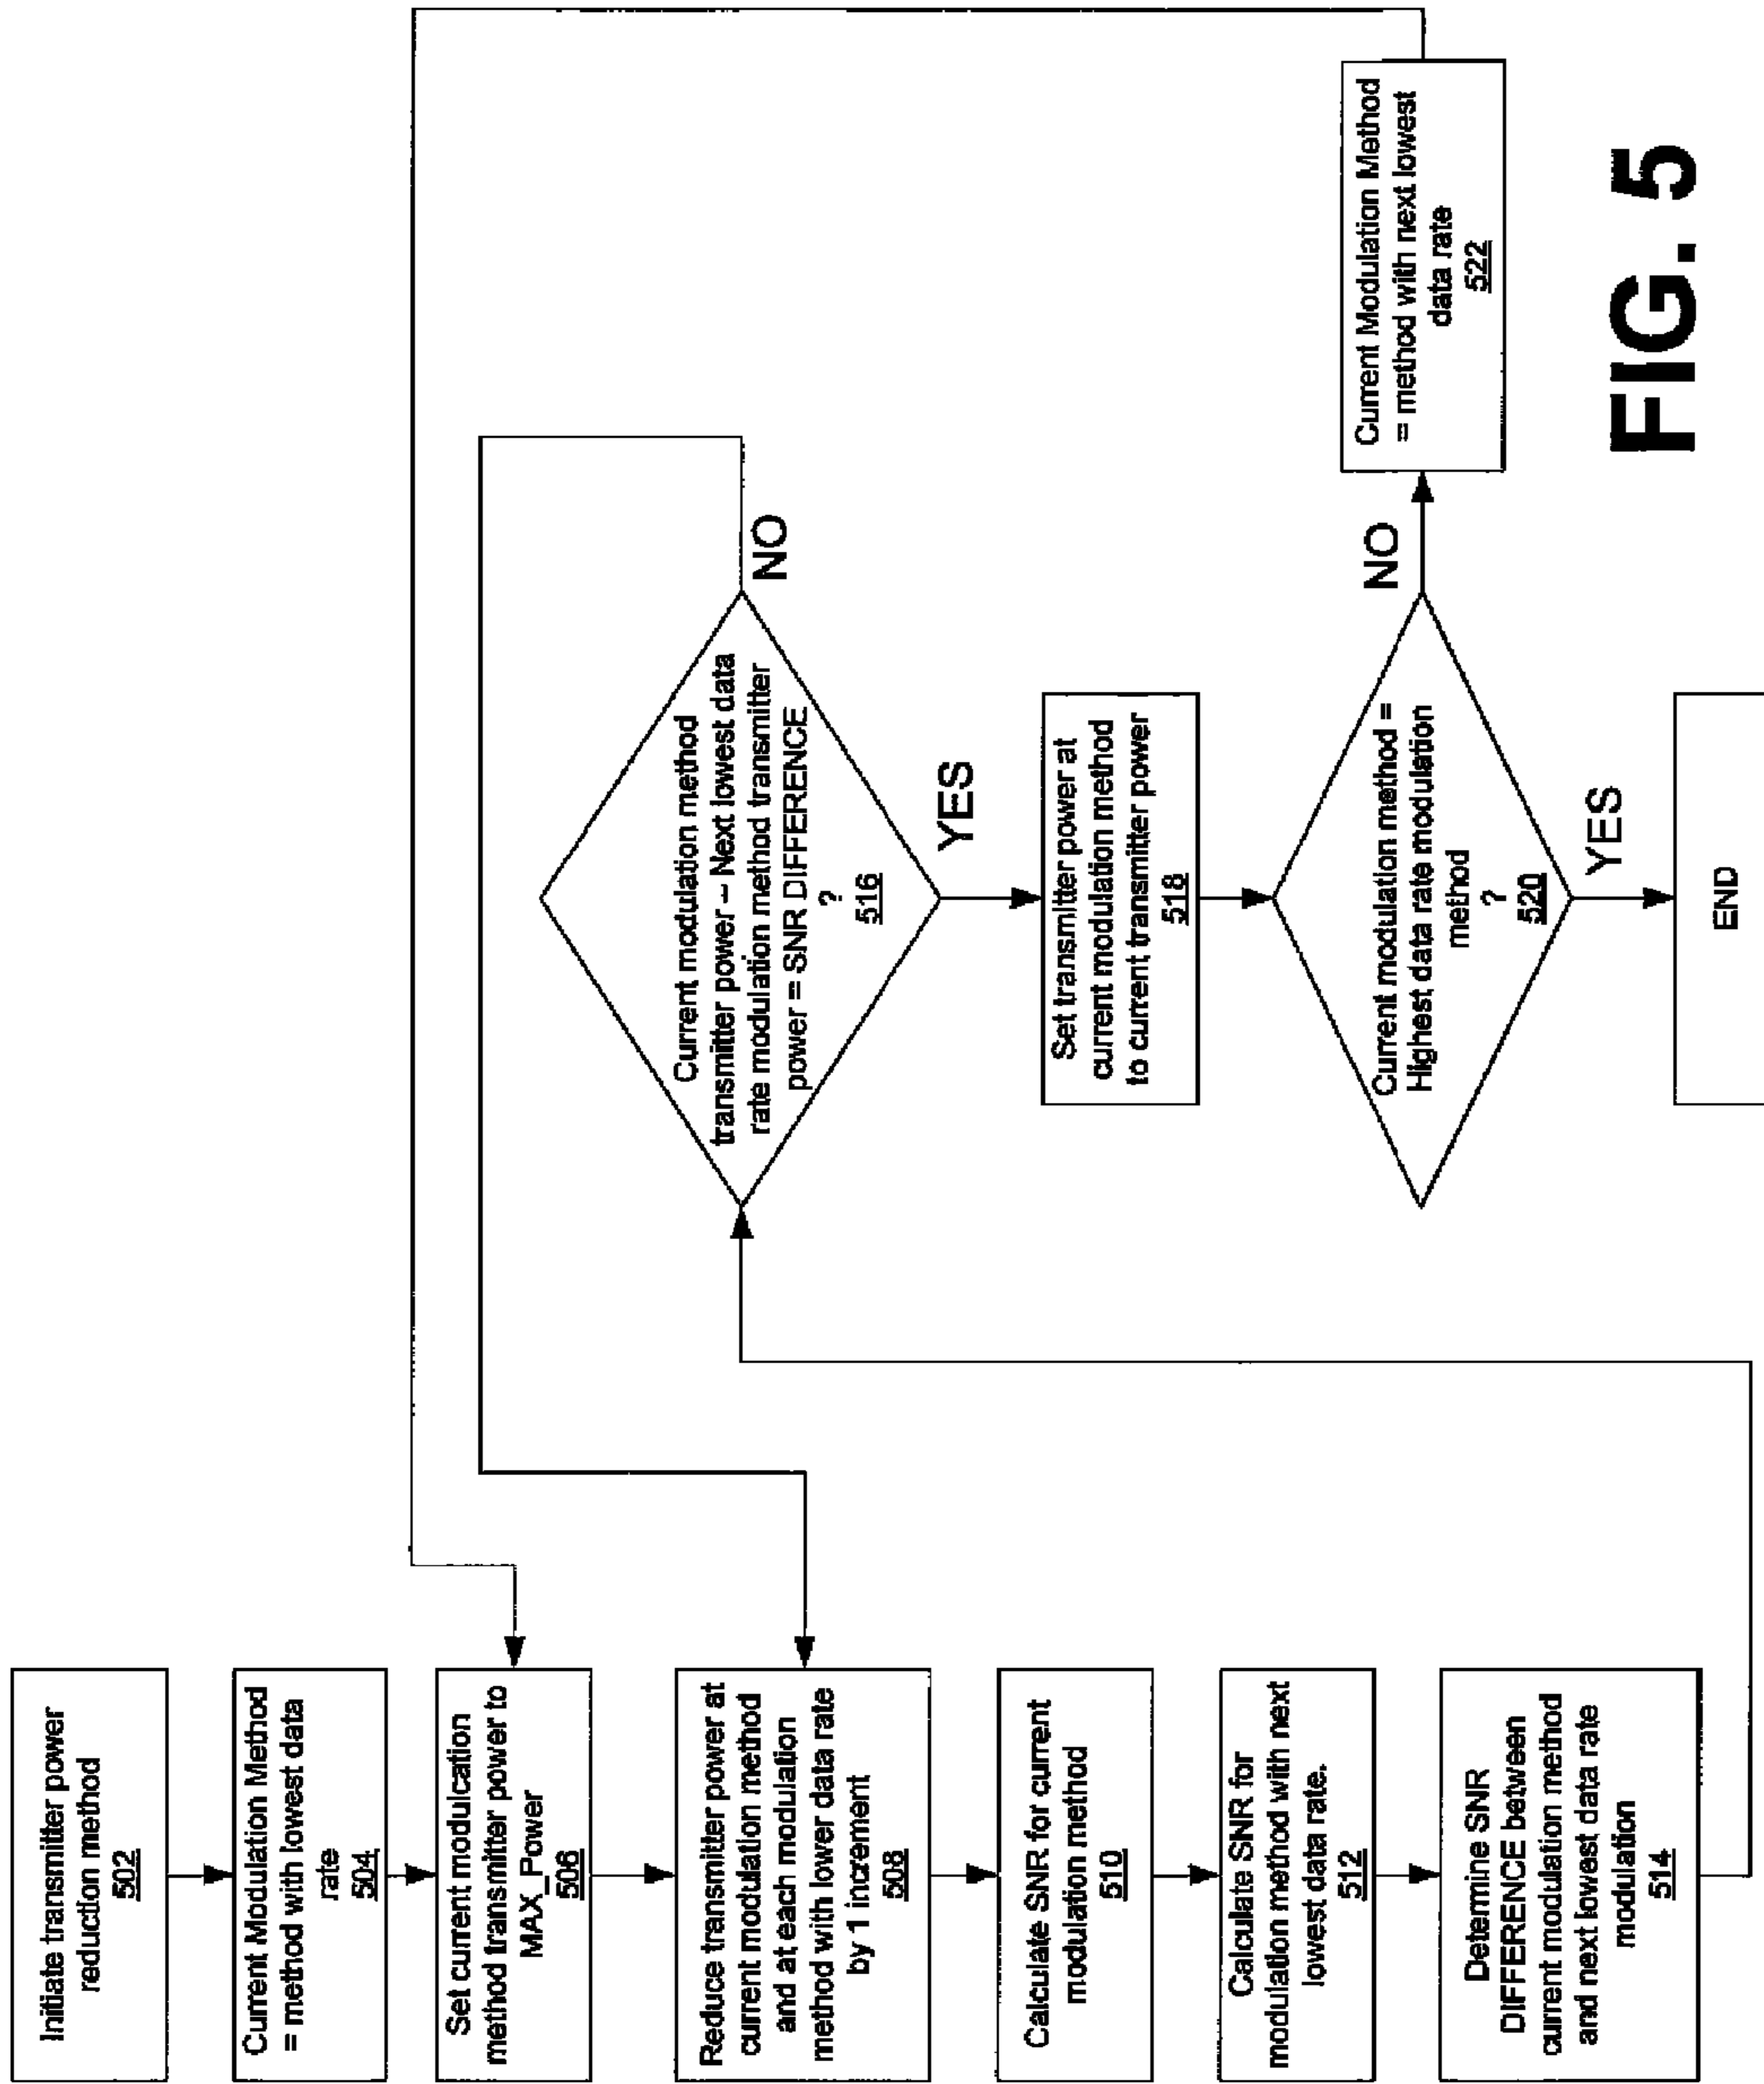 Initiate transmitter power
reduction method
502
Current Modulation Method
= method with lowest data
rate
504
Set current modulcation
method transmitter power to
MAX_Power
506
Reduce transmitter power at
current modulation method
and at each modulation
method with lower data rate
by 1 increment
508
Calculate SNR for current
modulation method
510
Calculate SNR for
modulation method with next
lowest data rate.
512
Determine SNR
DIFFERENCE between
current modulation method
and next lowest data rate
modulation
514
Current modulation method
transmitter power – Next lowest data
rate modulation method transmitter
power = SNR DIFFERENCE
?
516
NO
YES
Set transmitter power at
current modulation method
to current transmitter power
518
Current modulation method =
Highest data rate modulation
method
?
520
NO
YES
Current Modulation Method
= method with next lowest
data rate
522
END
FIG. 5